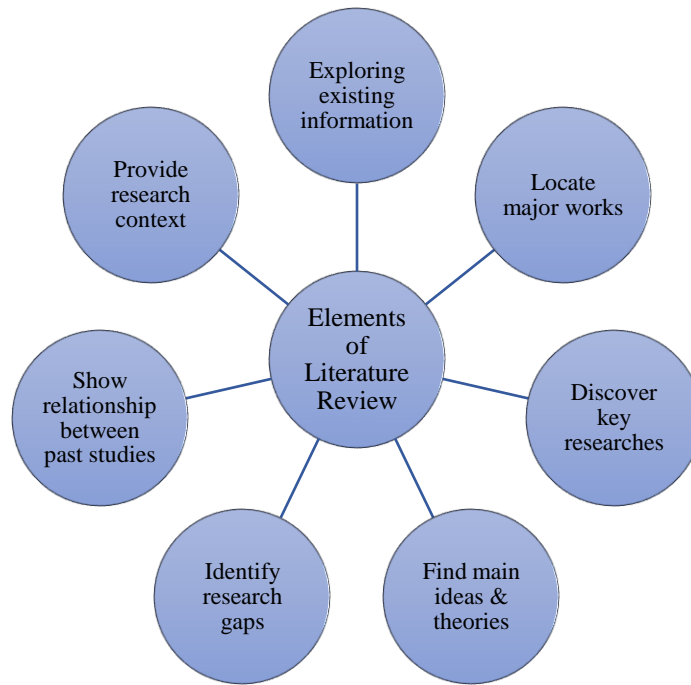 Exploring
existing
information
Locate
major works
Discover
key
researches
Find main
ideas &
theories
Identify
research
gaps
Show
relationship
between
past studies
Provide
research
context
Elements
of
Literature
Review